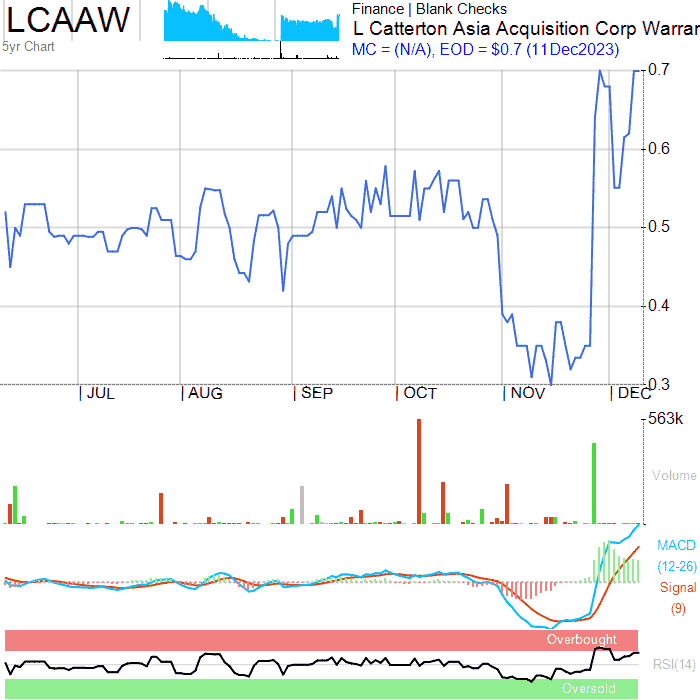 LCAAW
5yr Chart
Finance | Blank Checks
L Catterton Asia Acquisition Corp Warran
MC = (N/A), EOD = $0.7 (11Dec2023)
0.7
0.6
0.5
0.4
0.3
JUL AUG SEP OCT NOV DEC
563k
Volume
MACD
(12-26)
Signal
(9)
Overbought
RSI(14)
Oversold